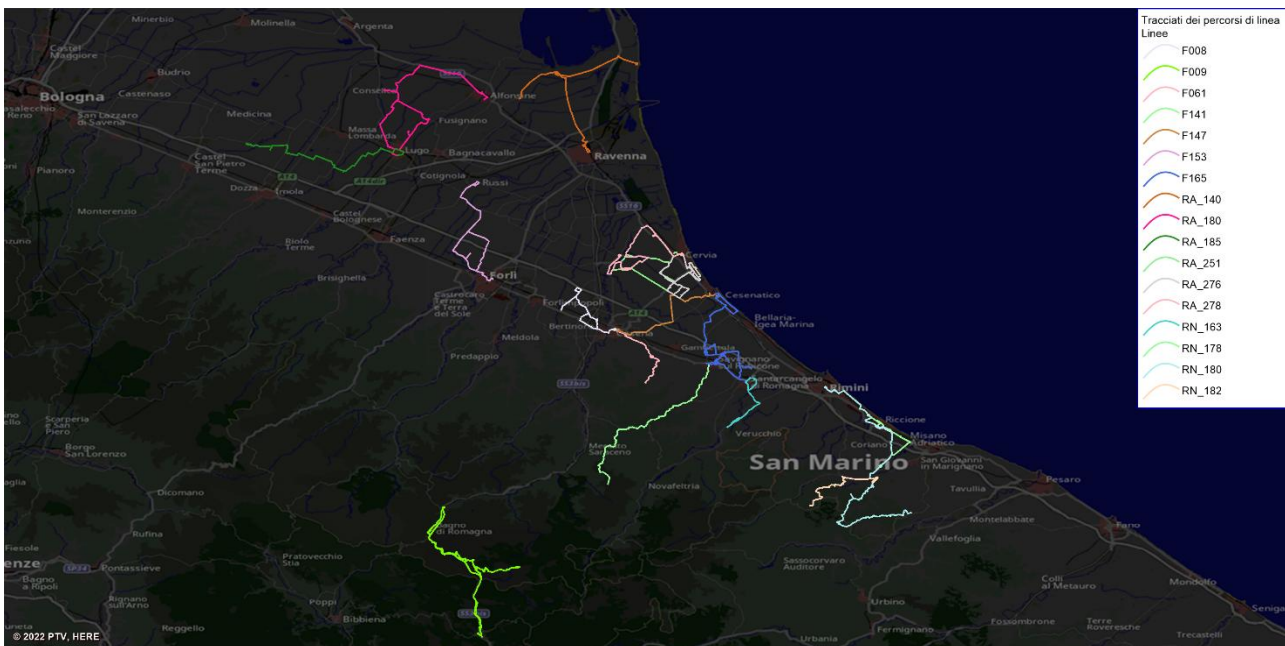 Tracciati dei percorsi di linea
Linee
F008
F009
F061
F141
F147
F153
F165
RA_140
RA_180
RA_185
RA_251
RA_276
RA_278
RN_163
RN_178
RN_180
RN_182
Minerbio
Molinella
Argenta
Castel
Maggiore
Budrio
Bologna
Castenaso
Conselice
Alfonsine
San Lazzaro
di Savena
Medicina
Fusignano
Massa
Lombarda
Lugo
Bagnacavallo
Ravenna
Pianoro
Castel
San Pietro
Terme
A14
Cotignola
Russi
Dozza
Imola
Monterenzio
Castel
Bolognese
Faenza
Riolo
Terme
Brisighella
Cervia
Forlì
Castrocaro
Terme
e Terra
del Sole
Forlimpopoli
Cesenatico
A14
Bertinoro
Cesena
Bellaria-
Igea Marina
Meldola
Predappio
Savignano
sul Rubicone
Santarcangelo
di Romagna
Rimini
Riccione
Verucchio
Coriano
Misano
Adriatico
San Marino
San Giovanni
in Marignano
Mercato
Saraceno
Novafeltria
Pesaro
Tavullia
Borgo
San Lorenzo
Dicomano
Bagno
di Romagna
Montelabbate
Fano
Rufina
Vallefoglia
Fiesole
Pratovecchio
Stia
Pontassieve
Sassocorvaro
Auditore
Bagno
a Ripoli
Rignano
sull'Arno
Poppi
Bibbiena
Colli
al Metauro
Mondolfo
Urbino
Reggello
Urbania
Fermignano
Fossombrone
Terre
Roveresche
Trecastelli
© 2022 PTV, HERE